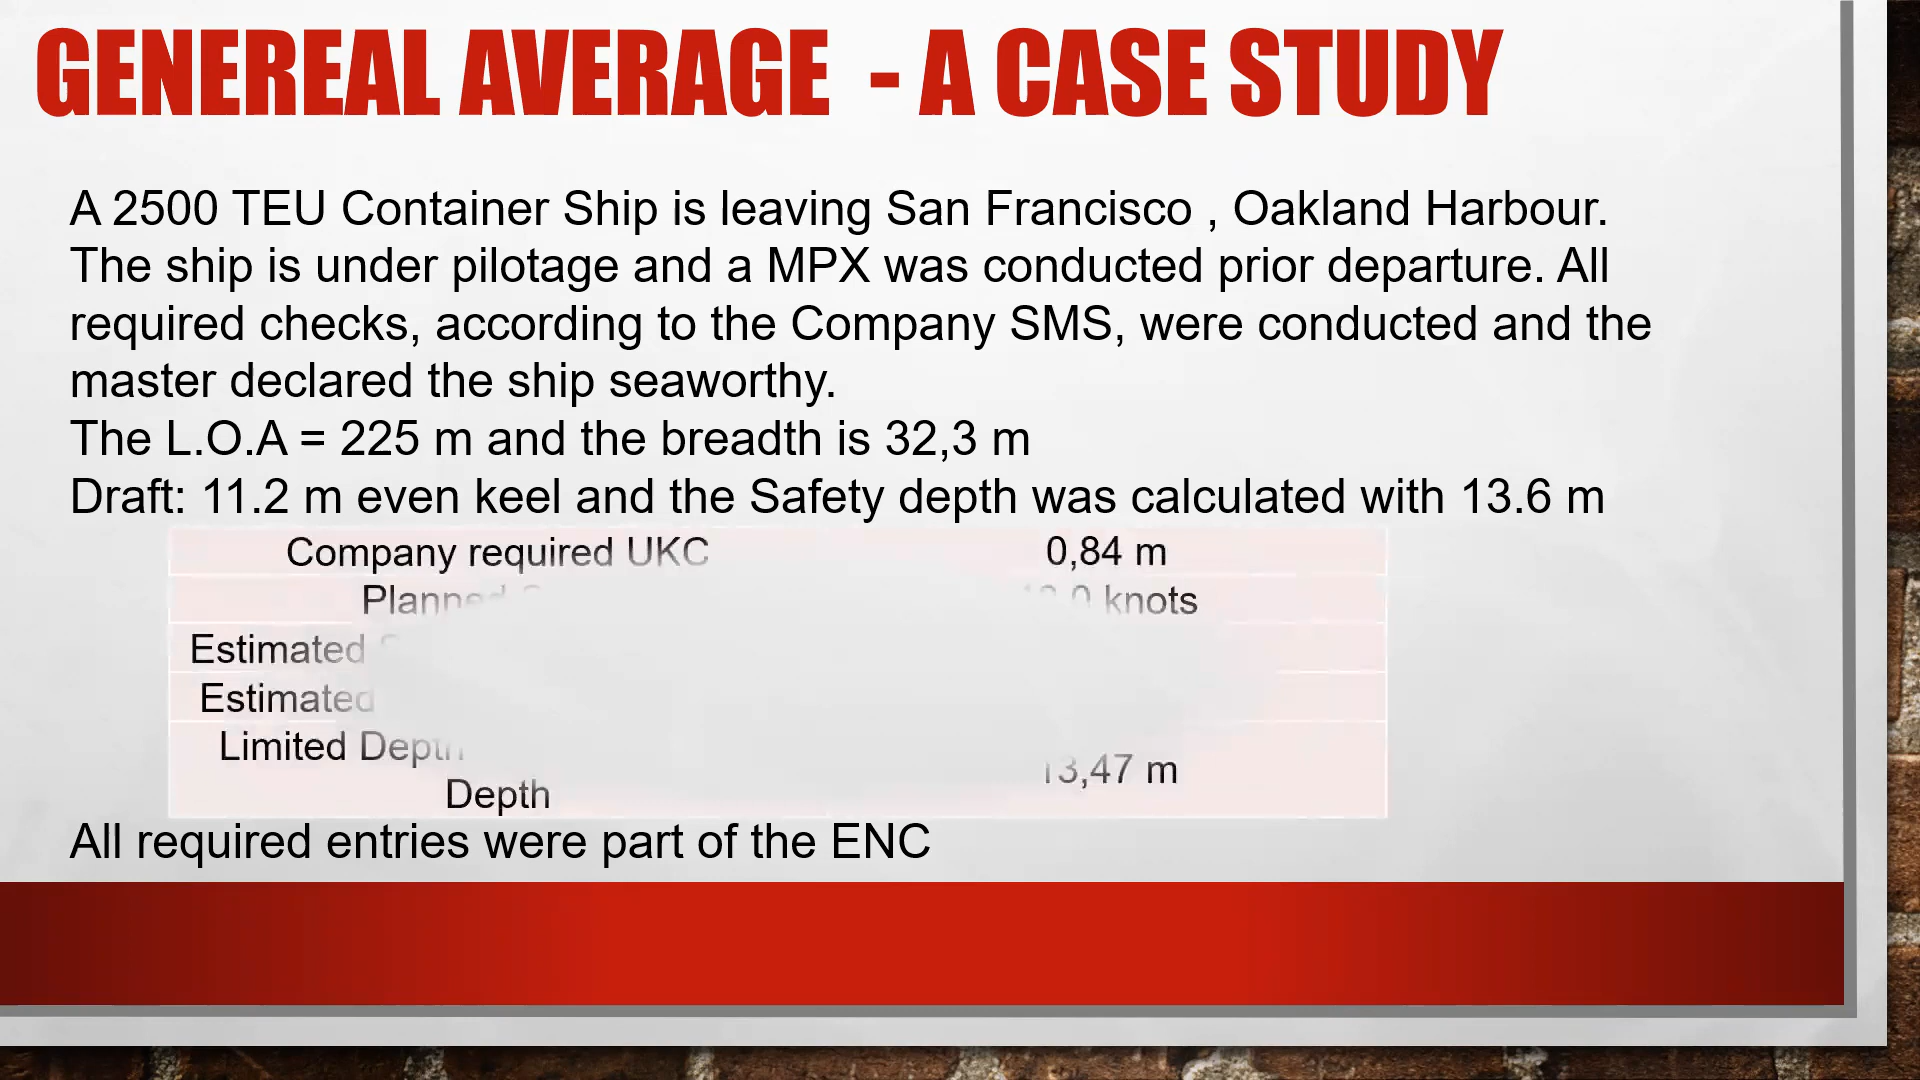 GENEREAL AVERAGE - A CASE STUDY
A 2500 TEU Container Ship is leaving San Francisco , Oakland Harbour.
The ship is under pilotage and a MPX was conducted prior departure. All
required checks, according to the Company SMS, were conducted and the
master declared the ship seaworthy.
The L.O.A = 225 m and the breadth is 32,3 m
Draft: 11.2 m even keel and the Safety depth was calculated with 13.6 m
Company required UKC 0,84 m
knots
Estimated
Estimated
Limited Depth
Depth 13,47 m
All required entries were part of the ENC